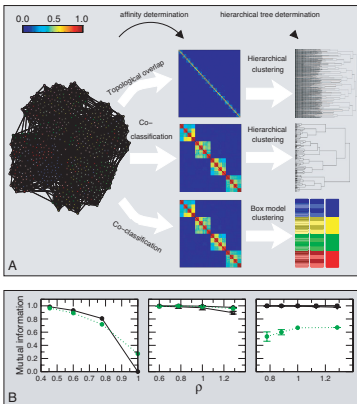 affinity determination
hierarchical tree determination
0.0 0.5 1.0
Topological overlap
Hierarchical
clustering
Co-
classification
Hierarchical
clustering
Co-classification
Box model
clustering
A
Mutual information
1.0
0.8
0.6
0.4
0.2
0.0
0.4 0.5 0.6 0.7 0.8 0.9 1
0.6 0.8 1.0 1.2
0.8 1.0 1.2
ρ
B